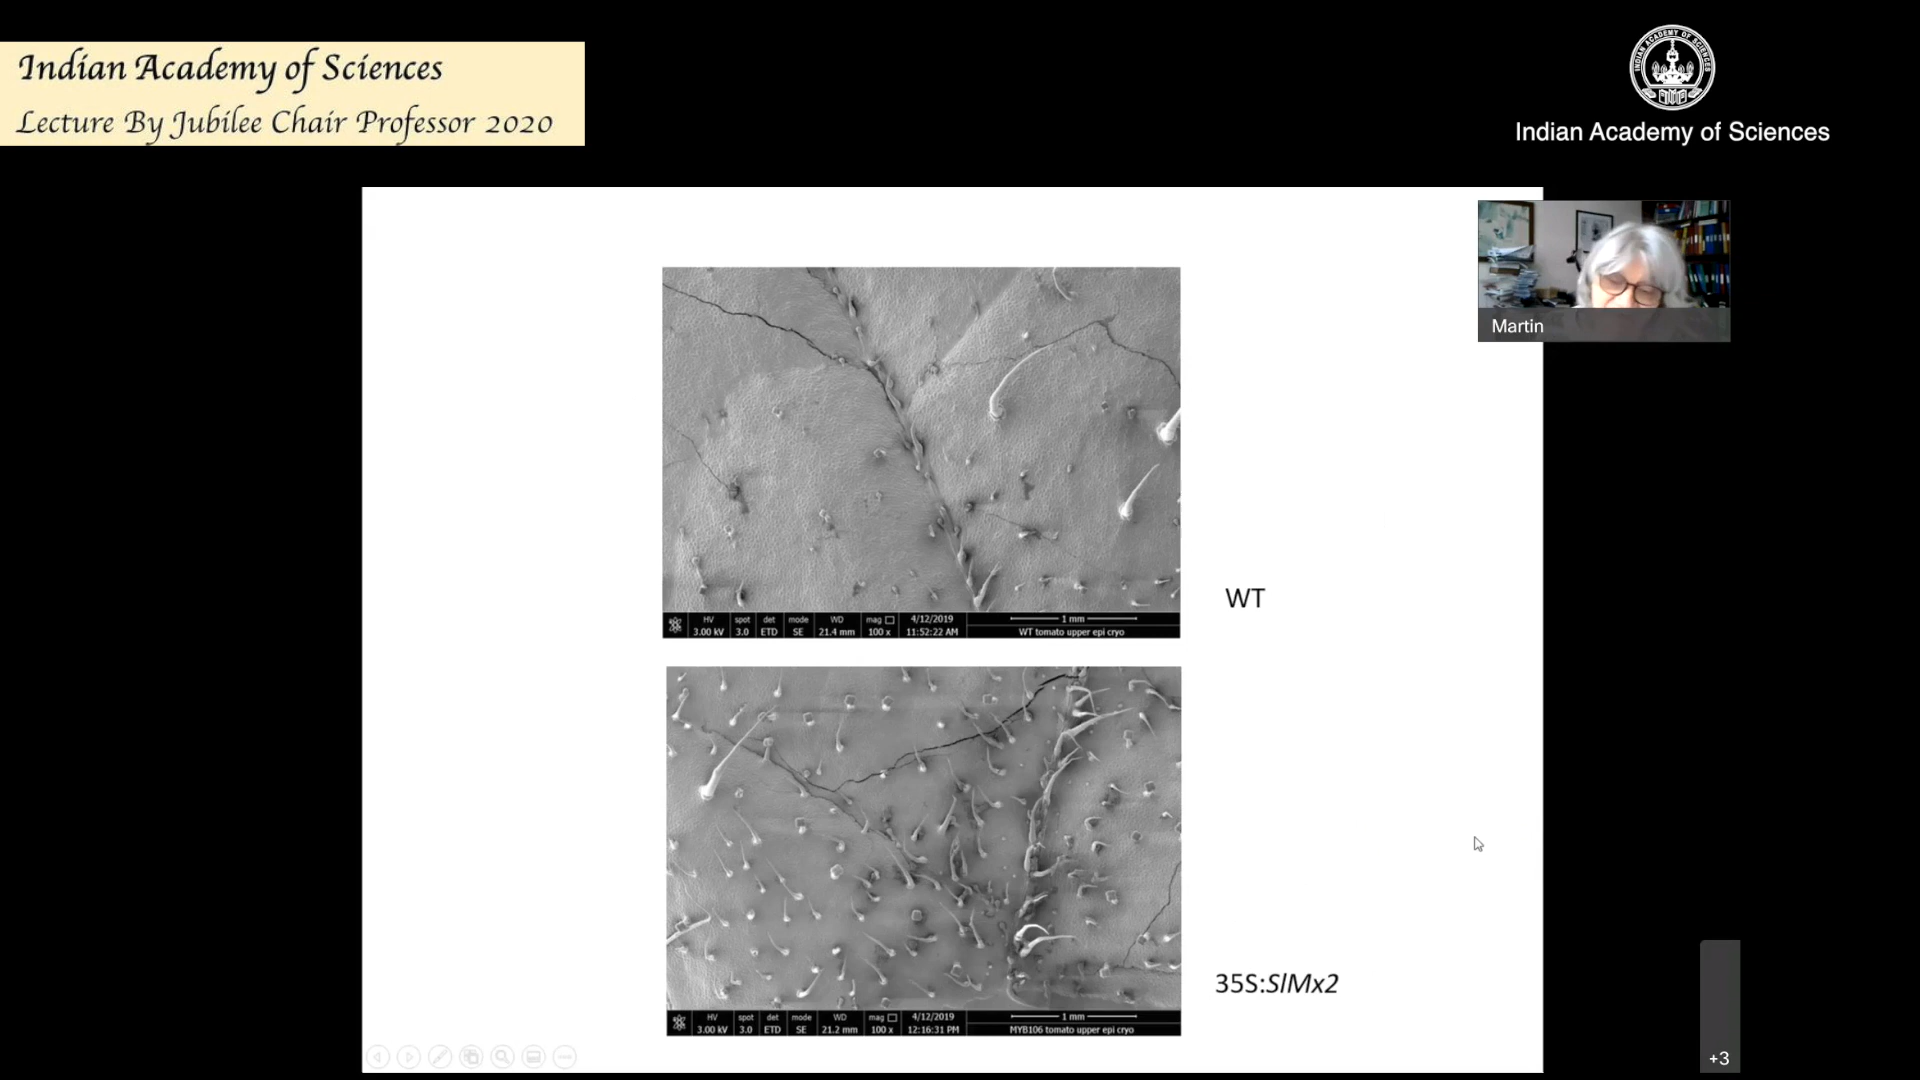 Indian Academy of Sciences
Lecture By Jubilee Chair Professor 2020
INDIAN ACADEMY OF SCIENCES
Indian Academy of Sciences
Martin
HV spot det mode WD mag 4/12/2019 1 mm
3.00 kV 3.0 ETD SE 21.4 mm 100 x 11:52:22 AM WT tomato upper epi cryo
WT
HV spot det mode WD mag 4/12/2019 1 mm
3.00 kV 3.0 ETD SE 21.2 mm 100 x 12:16:31 PM MYB106 tomato upper epi cryo
35S:SlMx2
+3